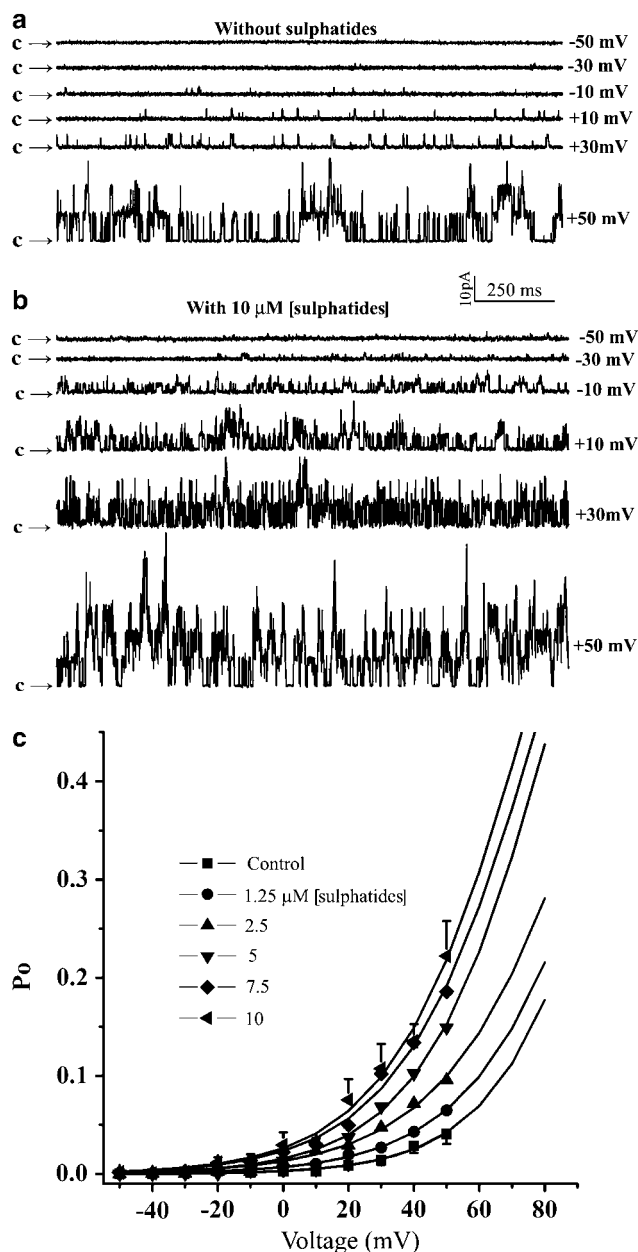 a
Without sulphatides
c → -50 mV
c → -30 mV
c → -10 mV
c → +10 mV
c → +30mV
c → +50 mV
10pA
250 ms
b
With 10 µM [sulphatides]
c → -50 mV
c → -30 mV
c → -10 mV
c → +10 mV
c → +30mV
c → +50 mV
c
0.4
0.3
0.2
0.1
0.0
Po
Control
1.25 µM [sulphatides]
2.5
5
7.5
10
-40 -20 0 20 40 60 80
Voltage (mV)